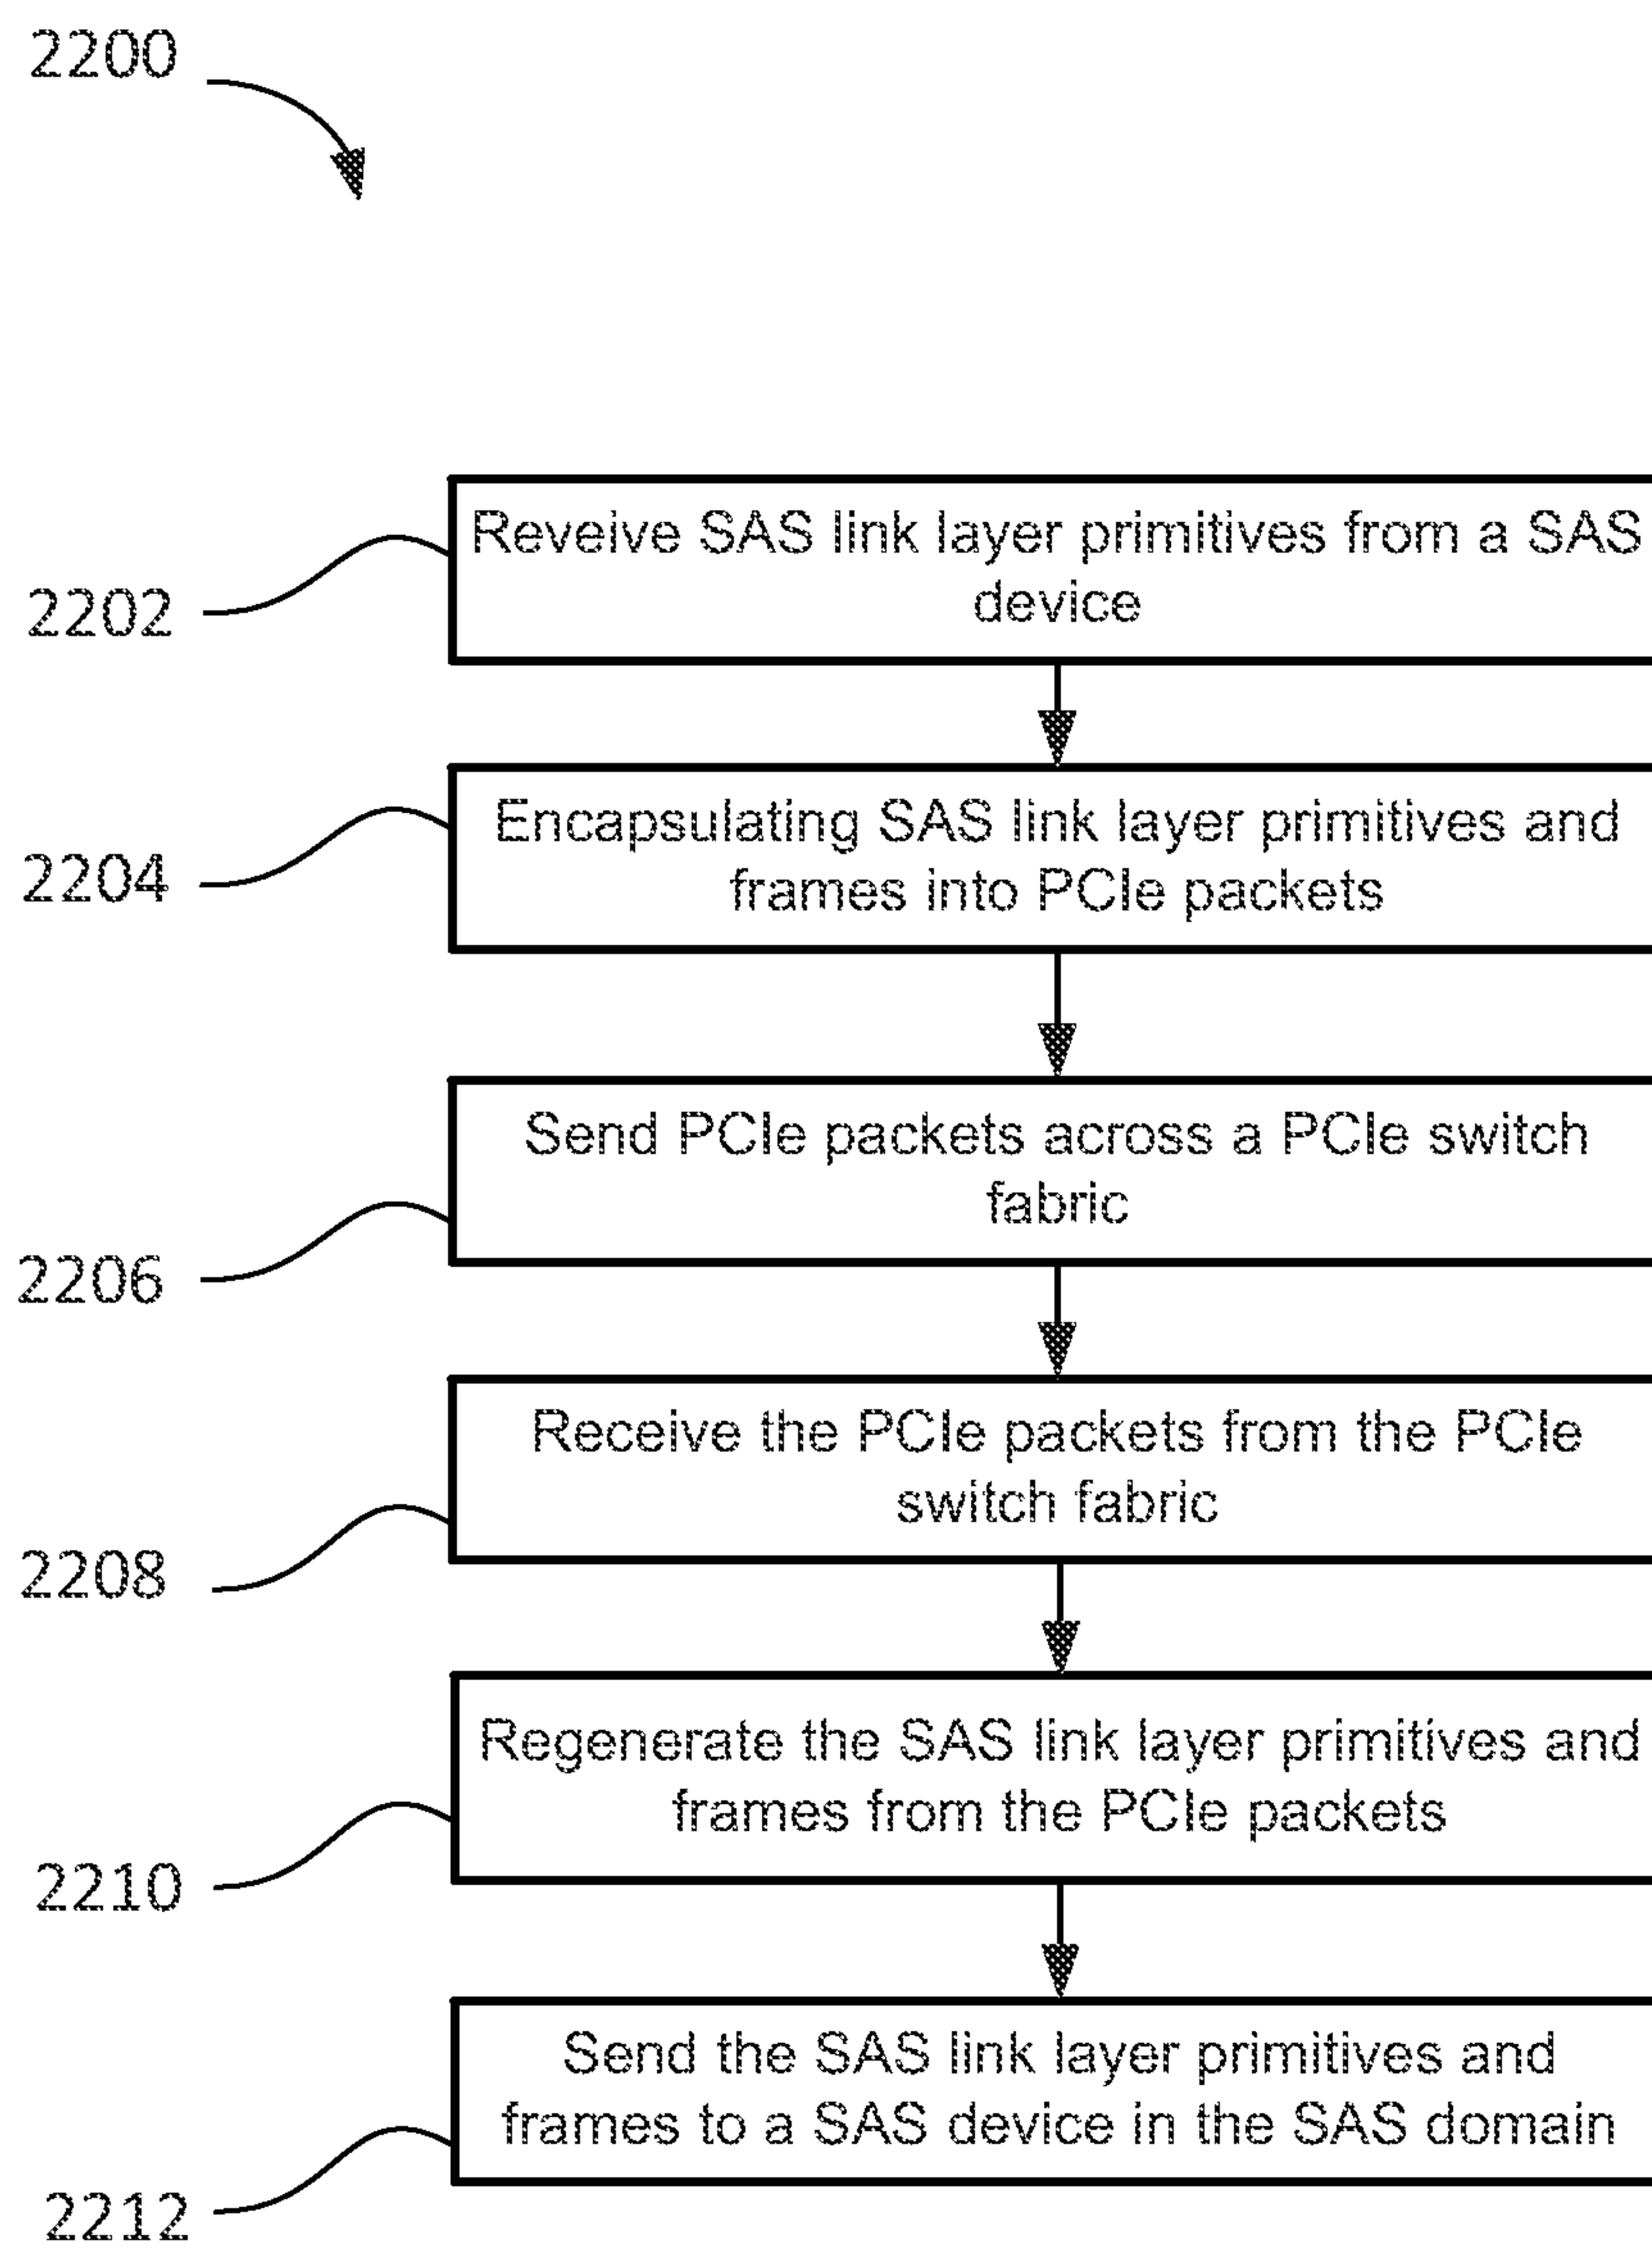 2200
Reveive SAS link layer primitives from a SAS
device
2202
Encapsulating SAS link layer primitives and
frames into PCIe packets
2204
Send PCIe packets across a PCIe switch
fabric
2206
Receive the PCIe packets from the PCIe
switch fabric
2208
Regenerate the SAS link layer primitives and
frames from the PCIe packets
2210
Send the SAS link layer primitives and
frames to a SAS device in the SAS domain
2212